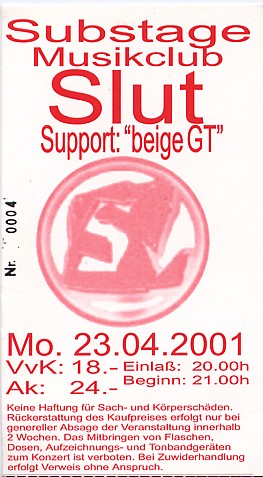 Substage
Musikclub
Slut
Support: "beige GT"
Nr. 0004
Mo. 23.04.2001
VvK: 18.- Einlaß: 20.00h
Ak: 24.- Beginn: 21.00h
Keine Haftung für Sach- und Körperschäden.
Rückerstattung des Kaufpreises erfolgt nur bei
genereller Absage der Veranstaltung innerhalb
2 Wochen. Das Mitbringen von Flaschen,
Dosen, Aufzeichnungs- und Tonbandgeräten
zum Konzert ist verboten. Bei Zuwiderhandlung
erfolgt Verweis ohne Anspruch.